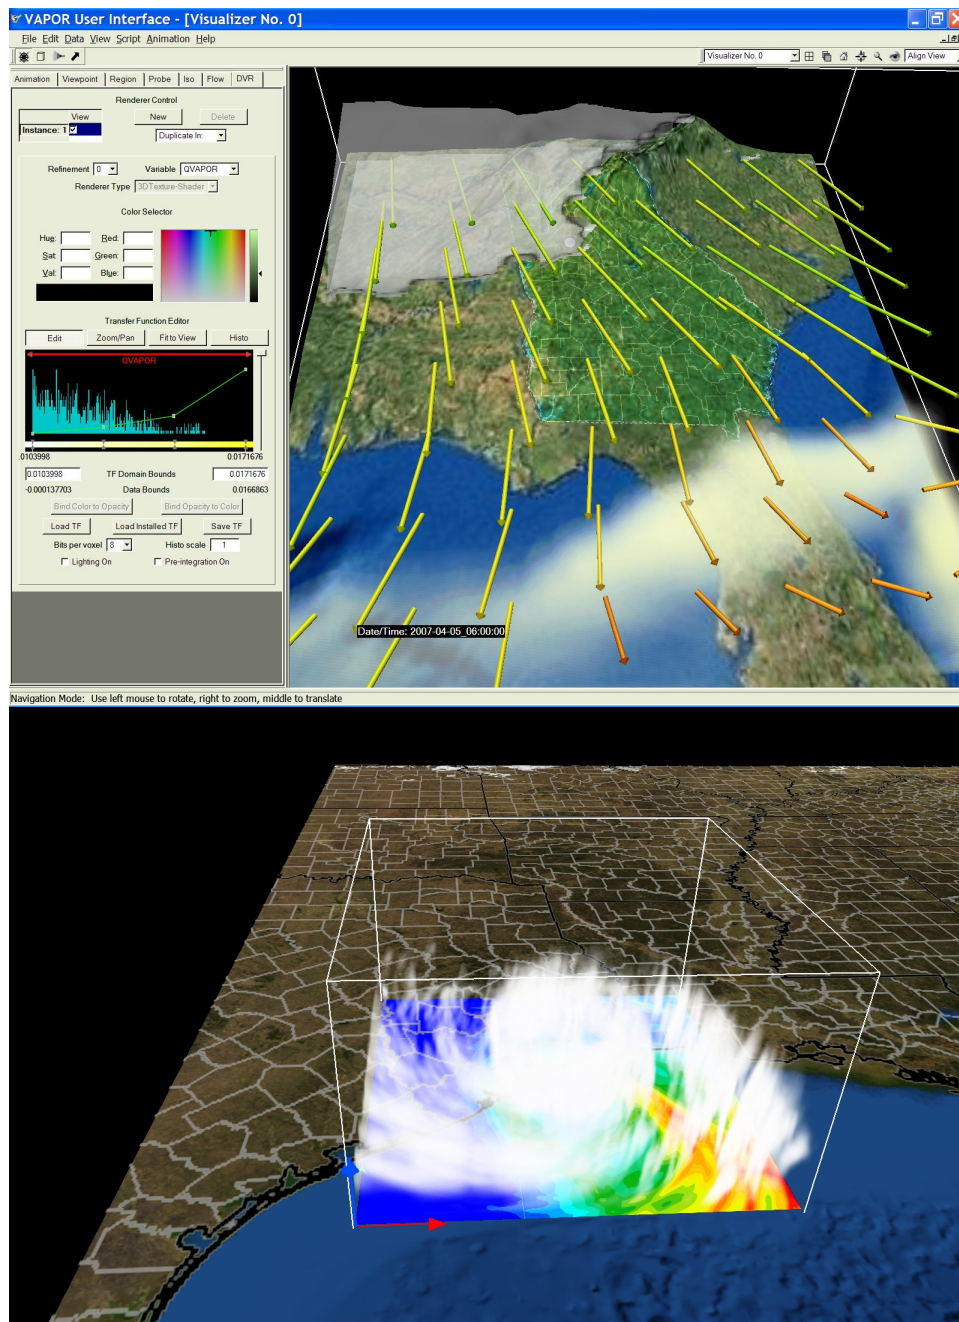 VAPOR User Interface - [Visualizer No. 0]
File Edit Data View Script Animation Help
Visualizer No. 0 Align View
Animation Viewpoint Region Probe Iso Flow DVR
Renderer Control
View New Delete
Instance: 1
Duplicate In:
Refinement 0 Variable QVAPOR
Renderer Type 3DTexture-Shader
Color Selector
Hue: Red:
Sat: Green:
Val: Blue:
Transfer Function Editor
Edit Zoom/Pan Fit to View Histo
QVAPOR
.0103998 0.0171676
0.0103998 TF Domain Bounds 0.0171676
-0.000137703 Data Bounds 0.0166863
Bind Color to Opacity Bind Opacity to Color
Load TF Load Installed TF Save TF
Bits per voxel 8 Histo scale 1
Lighting On Pre-integration On
Date/Time: 2007-04-05_06:00:00
Navigation Mode: Use left mouse to rotate, right to zoom, middle to translate